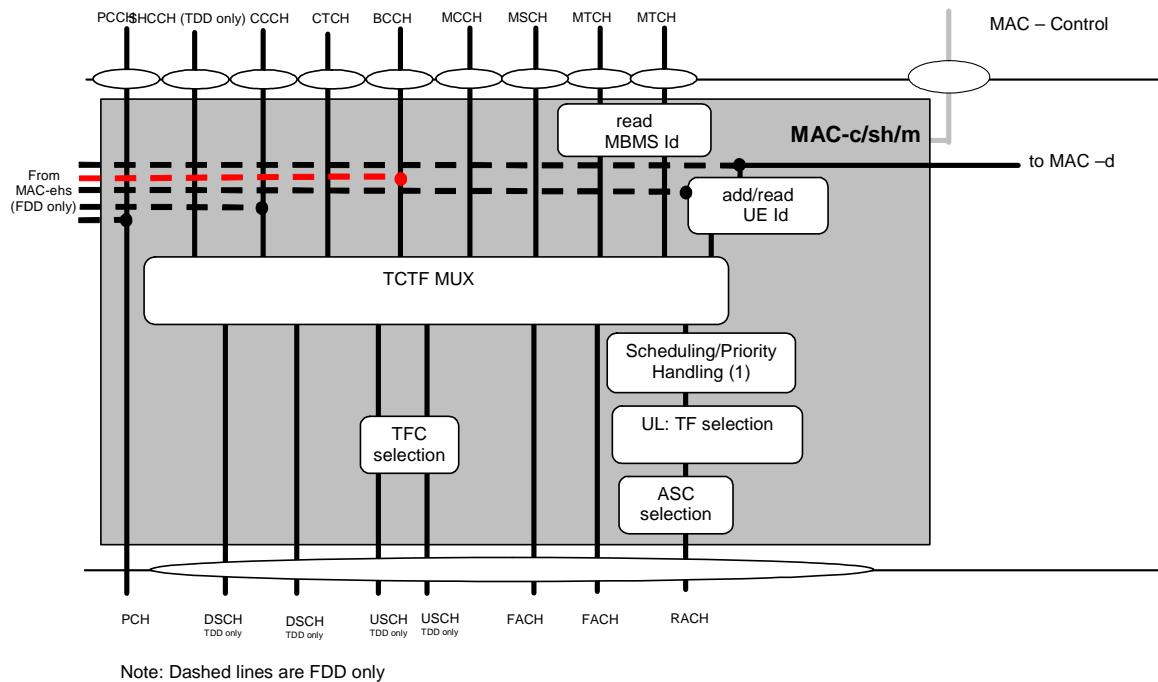 PCCH SHCCH (TDD only) CCCH CTCH BCCH MCCH MSCH MTCH MTCH
MAC – Control
read
MBMS Id
MAC-c/sh/m
From
MAC-ehs
(FDD only)
to MAC –d
add/read
UE Id
TCTF MUX
Scheduling/Priority
Handling (1)
UL: TF selection
TFC
selection
ASC
selection
PCH DSCH DSCH USCH USCH FACH FACH RACH
TDD only TDD only TDD only TDD only
Note: Dashed lines are FDD only